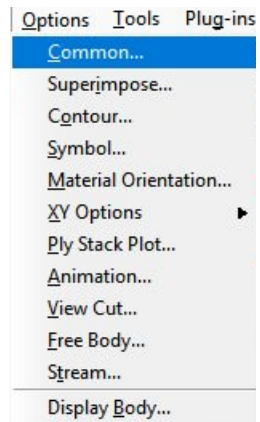 Options Tools Plug-ins
Common...
Superimpose...
Contour...
Symbol...
Material Orientation...
XY Options
Ply Stack Plot...
Animation...
View Cut...
Free Body...
Stream...
Display Body...